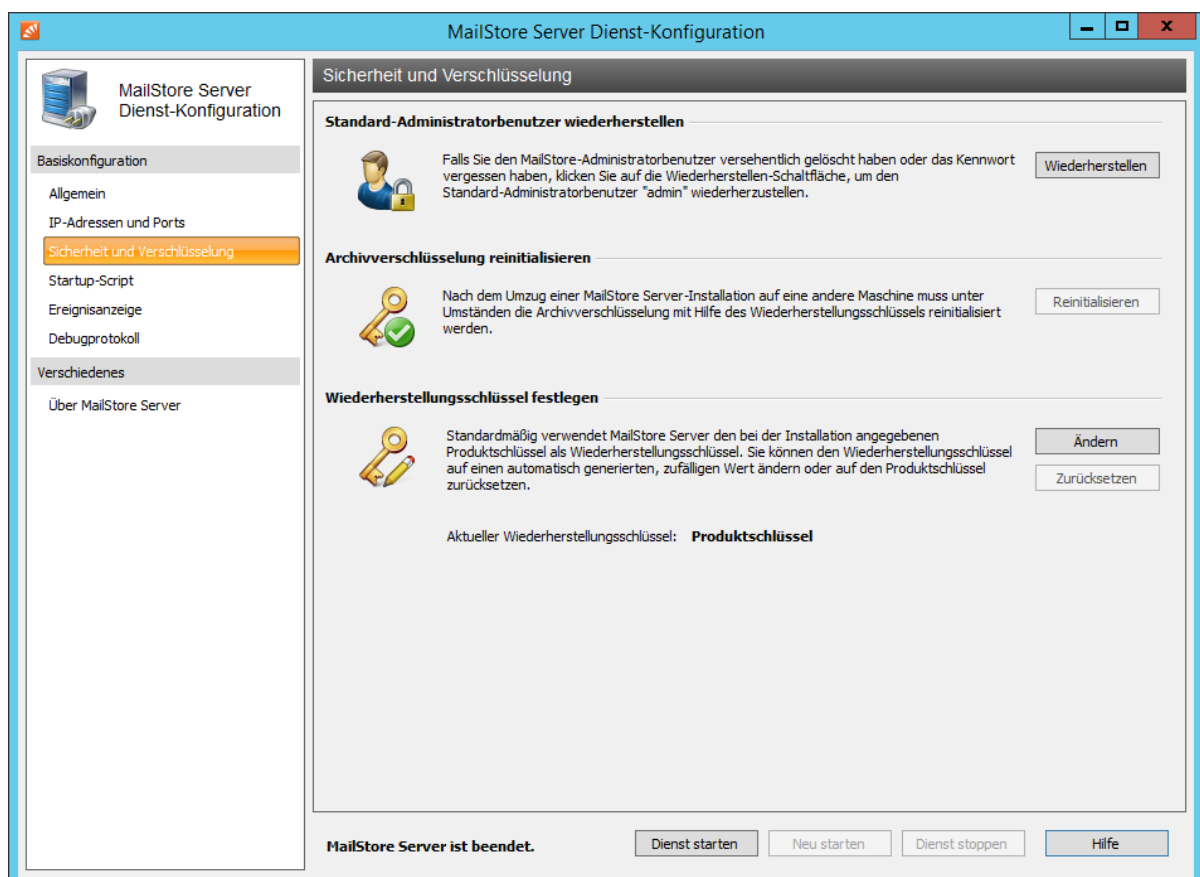 MailStore Server Dienst-Konfiguration
MailStore Server
Dienst-Konfiguration
Basiskonfiguration
Allgemein
IP-Adressen und Ports
Sicherheit und Verschlüsselung
Startup-Script
Ereignisanzeige
Debugprotokoll
Verschiedenes
Über MailStore Server
Sicherheit und Verschlüsselung
Standard-Administratorbenutzer wiederherstellen
Falls Sie den MailStore-Administratorbenutzer versehentlich gelöscht haben oder das Kennwort
vergessen haben, klicken Sie auf die Wiederherstellen-Schaltfläche, um den
Standard-Administratorbenutzer "admin" wiederherzustellen.
Wiederherstellen
Archivverschlüsselung reinitialisieren
Nach dem Umzug einer MailStore Server-Installation auf eine andere Maschine muss unter
Umständen die Archivverschlüsselung mit Hilfe des Wiederherstellungsschlüssels reinitialisiert
werden.
Reinitialisieren
Wiederherstellungsschlüssel festlegen
Standardmäßig verwendet MailStore Server den bei der Installation angegebenen
Produktschlüssel als Wiederherstellungsschlüssel. Sie können den Wiederherstellungsschlüssel
auf einen automatisch generierten, zufälligen Wert ändern oder auf den Produktschlüssel
zurücksetzen.
Ändern
Zurücksetzen
Aktueller Wiederherstellungsschlüssel: Produktschlüssel
MailStore Server ist beendet.
Dienst starten
Neu starten
Dienst stoppen
Hilfe